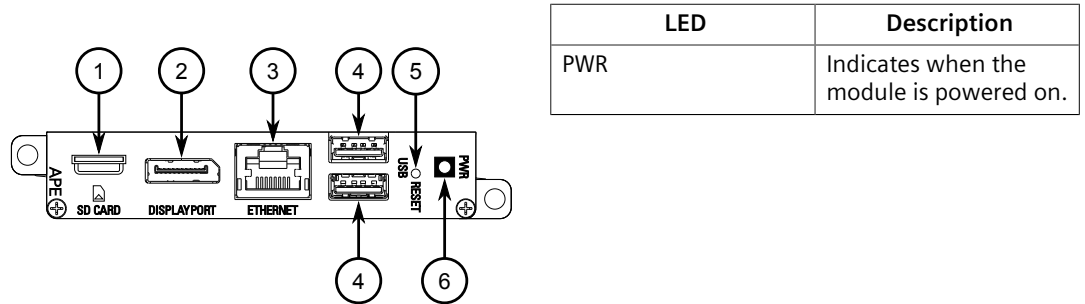 1
2
3
4
5
APE
SD CARD
DISPLAYPORT
ETHERNET
USB
RESET
PWR
4
6
LED Description
PWR Indicates when the
module is powered on.